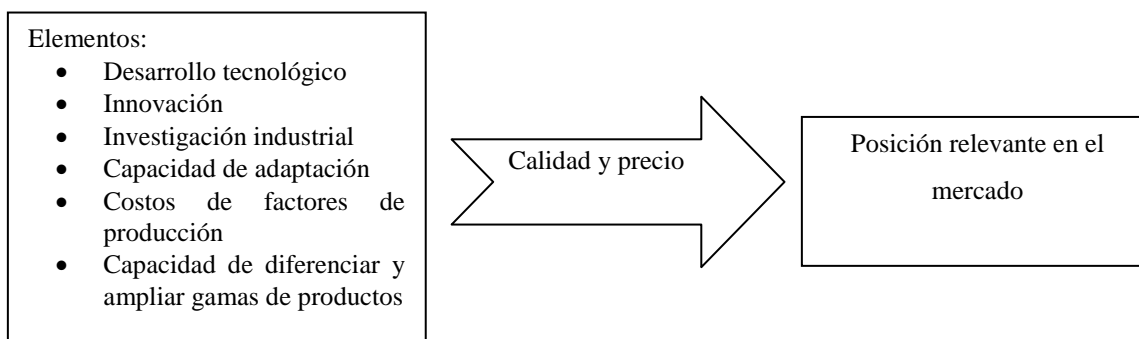 Elementos:
• Desarrollo tecnológico
• Innovación
• Investigación industrial
• Capacidad de adaptación
• Costos de factores de
producción
• Capacidad de diferenciar y
ampliar gamas de productos
Calidad y precio
Posición relevante en el
mercado